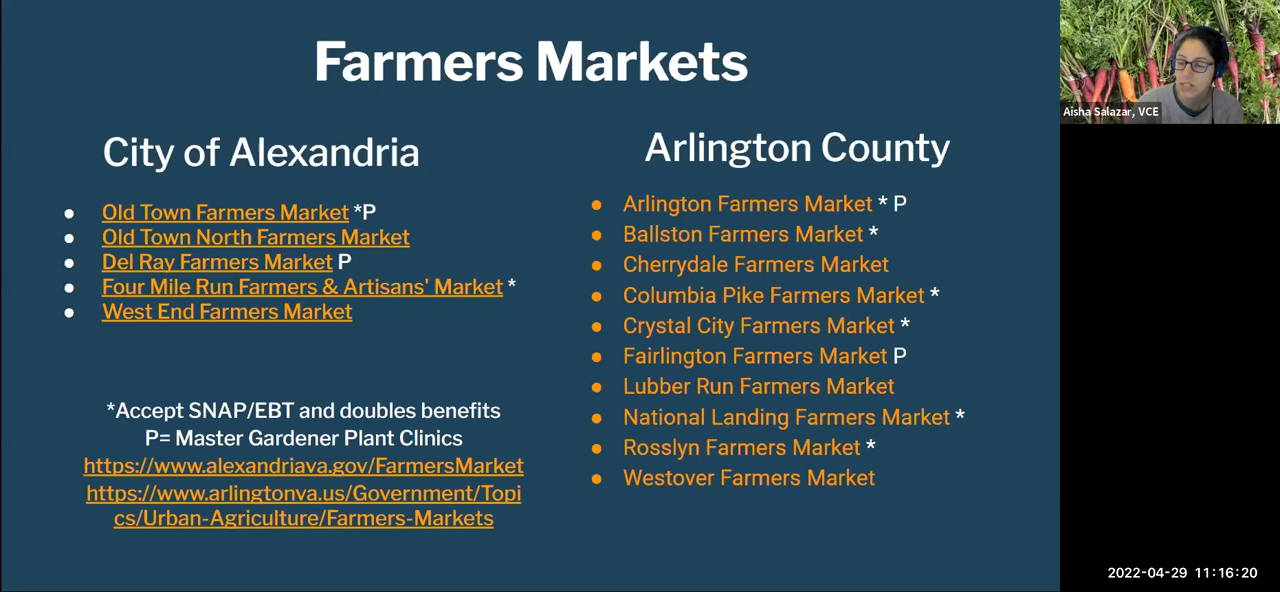 Farmers Markets
City of Alexandria
Old Town Farmers Market *P
Old Town North Farmers Market
Del Ray Farmers Market P
Four Mile Run Farmers & Artisans' Market *
West End Farmers Market
*Accept SNAP/EBT and doubles benefits
P= Master Gardener Plant Clinics
https://www.alexandriava.gov/FarmersMarket
https://www.arlingtonva.us/Government/Topi
cs/Urban-Agriculture/Farmers-Markets
Arlington County
Arlington Farmers Market * P
Ballston Farmers Market *
Cherrydale Farmers Market
Columbia Pike Farmers Market *
Crystal City Farmers Market *
Fairlington Farmers Market P
Lubber Run Farmers Market
National Landing Farmers Market *
Rosslyn Farmers Market *
Westover Farmers Market
Aisha Salazar, VCE
2022-04-29 11:16:20